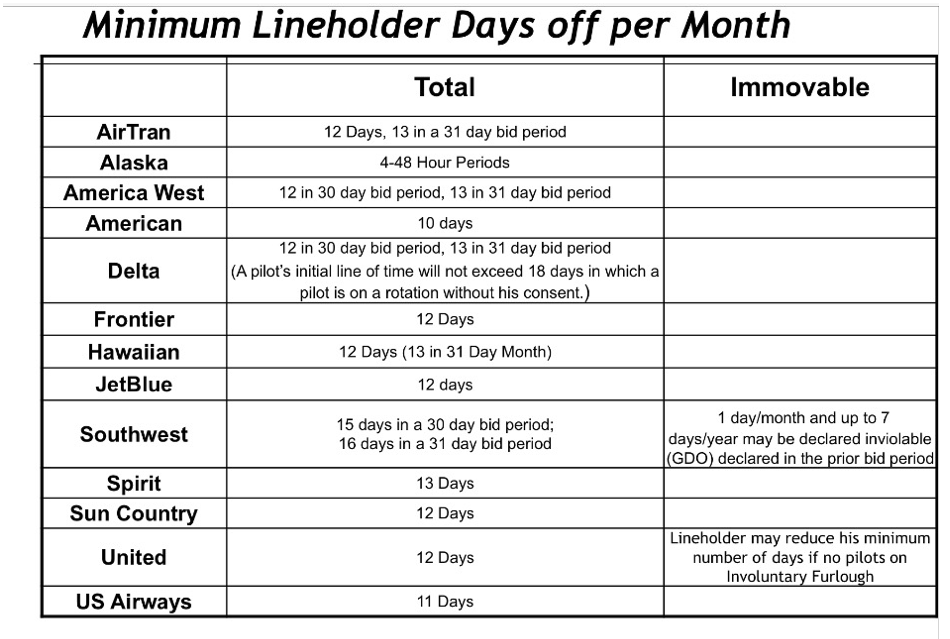 Minimum Lineholder Days off per Month
Total Immovable
AirTran 12 Days, 13 in a 31 day bid period
Alaska 4-48 Hour Periods
America West 12 in 30 day bid period, 13 in 31 day bid period
American 10 days
Delta
12 in 30 day bid period, 13 in 31 day bid period
(A pilot's initial line of time will not exceed 18 days in which a
pilot is on a rotation without his consent.)
Frontier 12 Days
Hawaiian 12 Days (13 in 31 Day Month)
JetBlue 12 days
Southwest
15 days in a 30 day bid period;
16 days in a 31 day bid period
1 day/month and up to 7
days/year may be declared inviolable
(GDO) declared in the prior bid period
Spirit 13 Days
Sun Country 12 Days
United 12 Days
Lineholder may reduce his minimum
number of days if no pilots on
Involuntary Furlough
US Airways 11 Days